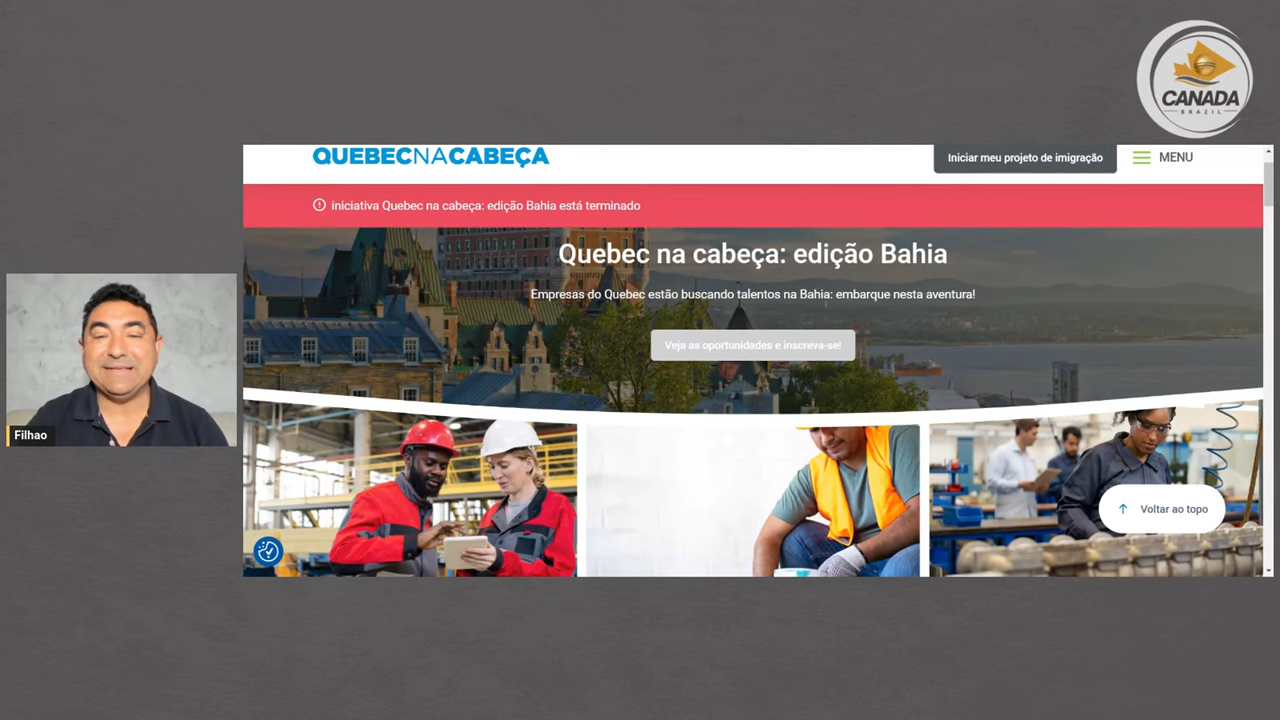 CANADA
BRAZIL
QUEBECNACABEÇA
Iniciar meu projeto de imigração
MENU
iniciativa Quebec na cabeça: edição Bahia está terminado
Quebec na cabeça: edição Bahia
Empresas do Quebec estão buscando talentos na Bahia: embarque nesta aventura!
Veja as oportunidades e inscreva-se!
Filhao
Voltar ao topo